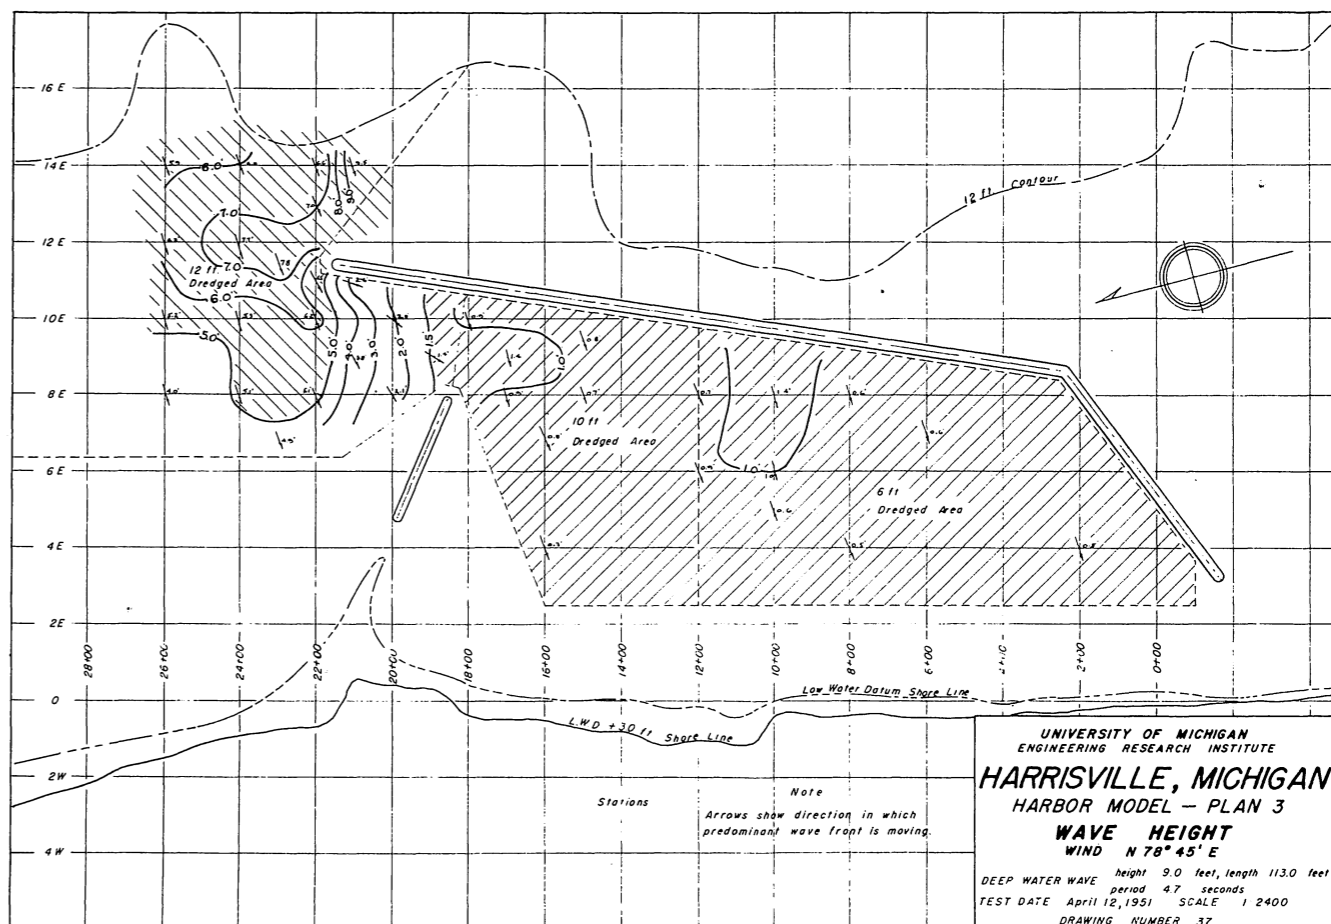 16 E
14 E
12 E
10 E
8 E
6 E
4 E
2E
0
2 W
4 W
28+00
26+00
24+00
22+00
20+00
18+00
16+00
14+00
12+00
10+00
8+00
6+00
2+00
0+00
12 ft Contour
6.0'
7.0'
8.0'
9.0'
12 ft.
Dredged Area
7.0'
6.0'
5.0'
5.0'
4.0'
3.0'
2.0'
1.5'
1.0'
10 ft
Dredged Area
1.0'
6 ft
Dredged Area
Low Water Datum Shore Line
L.W.D +3.0 ft Shore Line
Stations
Note
Arrows show direction in which
predominant wave front is moving.
UNIVERSITY OF MICHIGAN
ENGINEERING RESEARCH INSTITUTE
HARRISVILLE, MICHIGAN
HARBOR MODEL — PLAN 3
WAVE HEIGHT
WIND N 78° 45' E
DEEP WATER WAVE height 9.0 feet, length 113.0 feet
period 4.7 seconds
TEST DATE April 12, 1951 SCALE 1 2400
DRAWING NUMBER 37